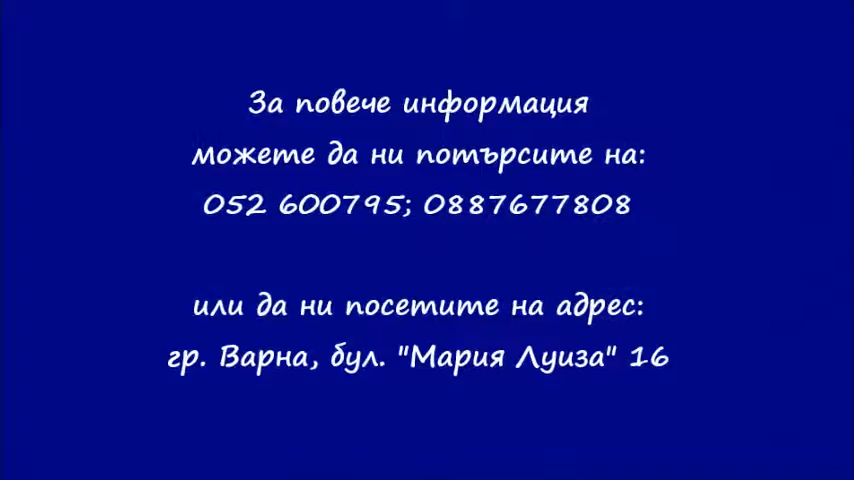 За повече информация
можете да ни потърсите на:
052 600795; 0887677808
или да ни посетите на адрес:
гр. Варна, бул. "Мария Луиза" 16